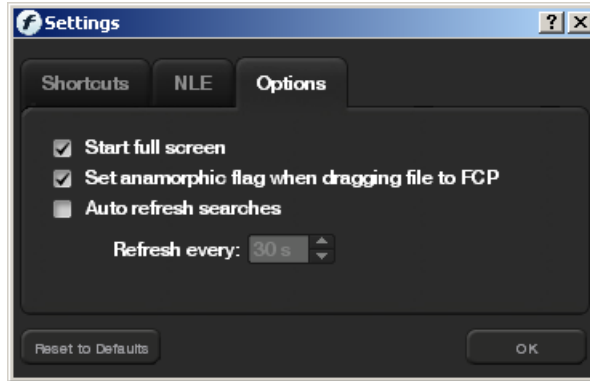 Settings
Shortcuts NLE Options
Start full screen
Set anamorphic flag when dragging file to FCP
Auto refresh searches
Refresh every: 30 s
Reset to Defaults OK